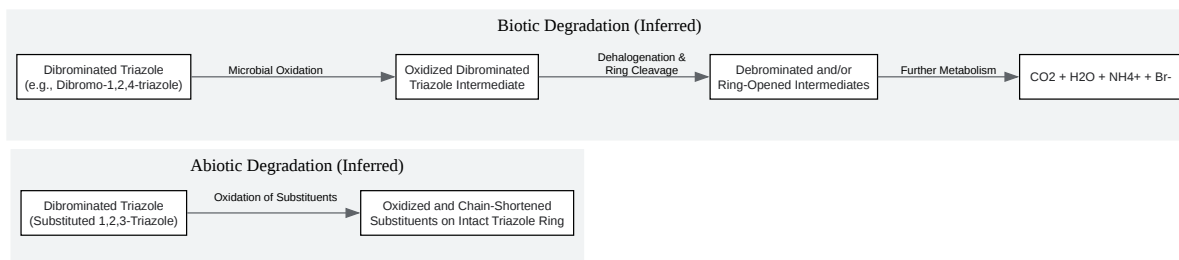 Biotic Degradation (Inferred)
Dibrominated Triazole
(e.g., Dibromo-1,2,4-triazole)
Microbial Oxidation
Oxidized Dibrominated
Triazole Intermediate
Dehalogenation &
Ring Cleavage
Debrominated and/or
Ring-Opened Intermediates
Further Metabolism
CO2 + H2O + NH4+ + Br-
Abiotic Degradation (Inferred)
Dibrominated Triazole
(Substituted 1,2,3-Triazole)
Oxidation of Substituents
Oxidized and Chain-Shortened
Substituents on Intact Triazole Ring